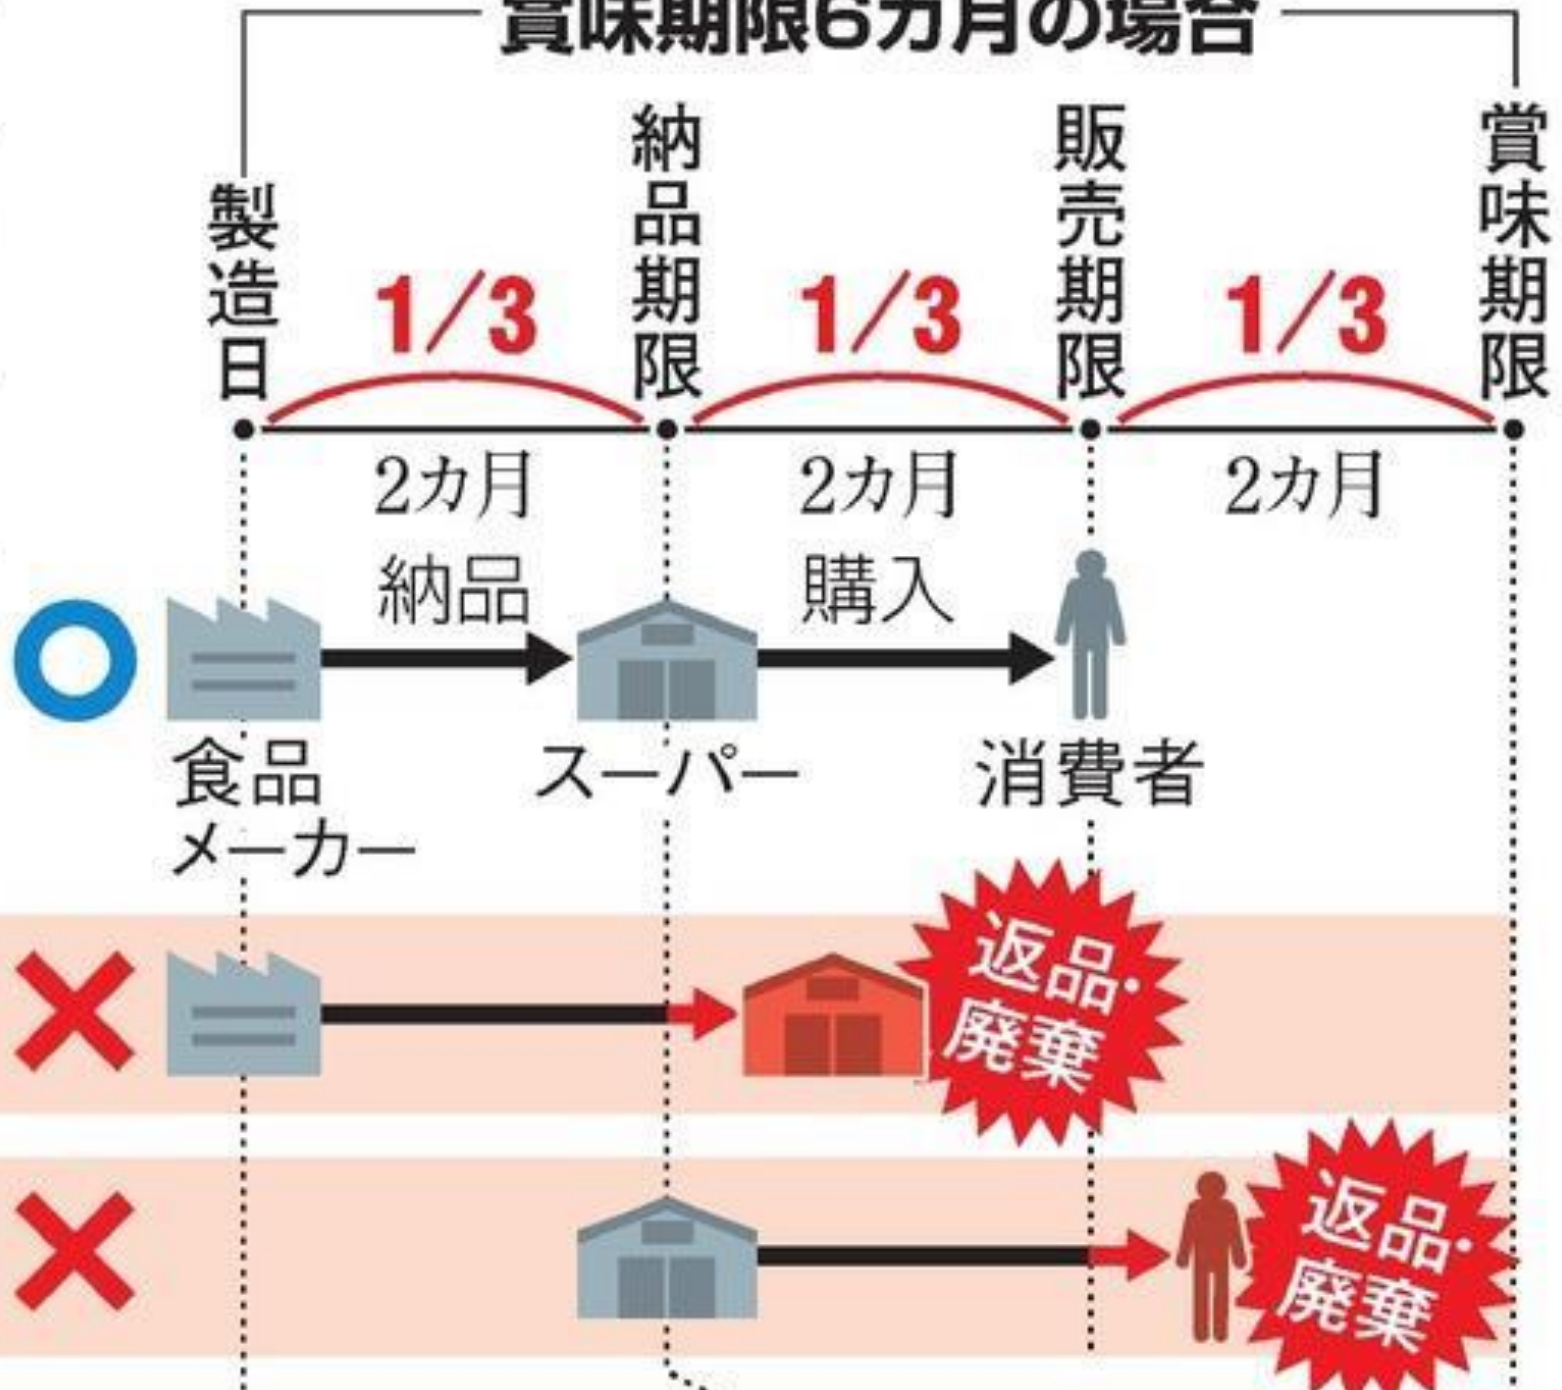 賞味期限6カ月の場合
製造日
納品期限
販売期限
賞味期限
1/3
1/3
1/3
2カ月
2カ月
2カ月
納品
購入
食品
メーカー
スーパー
消費者
返品・
廃棄
返品・
廃棄